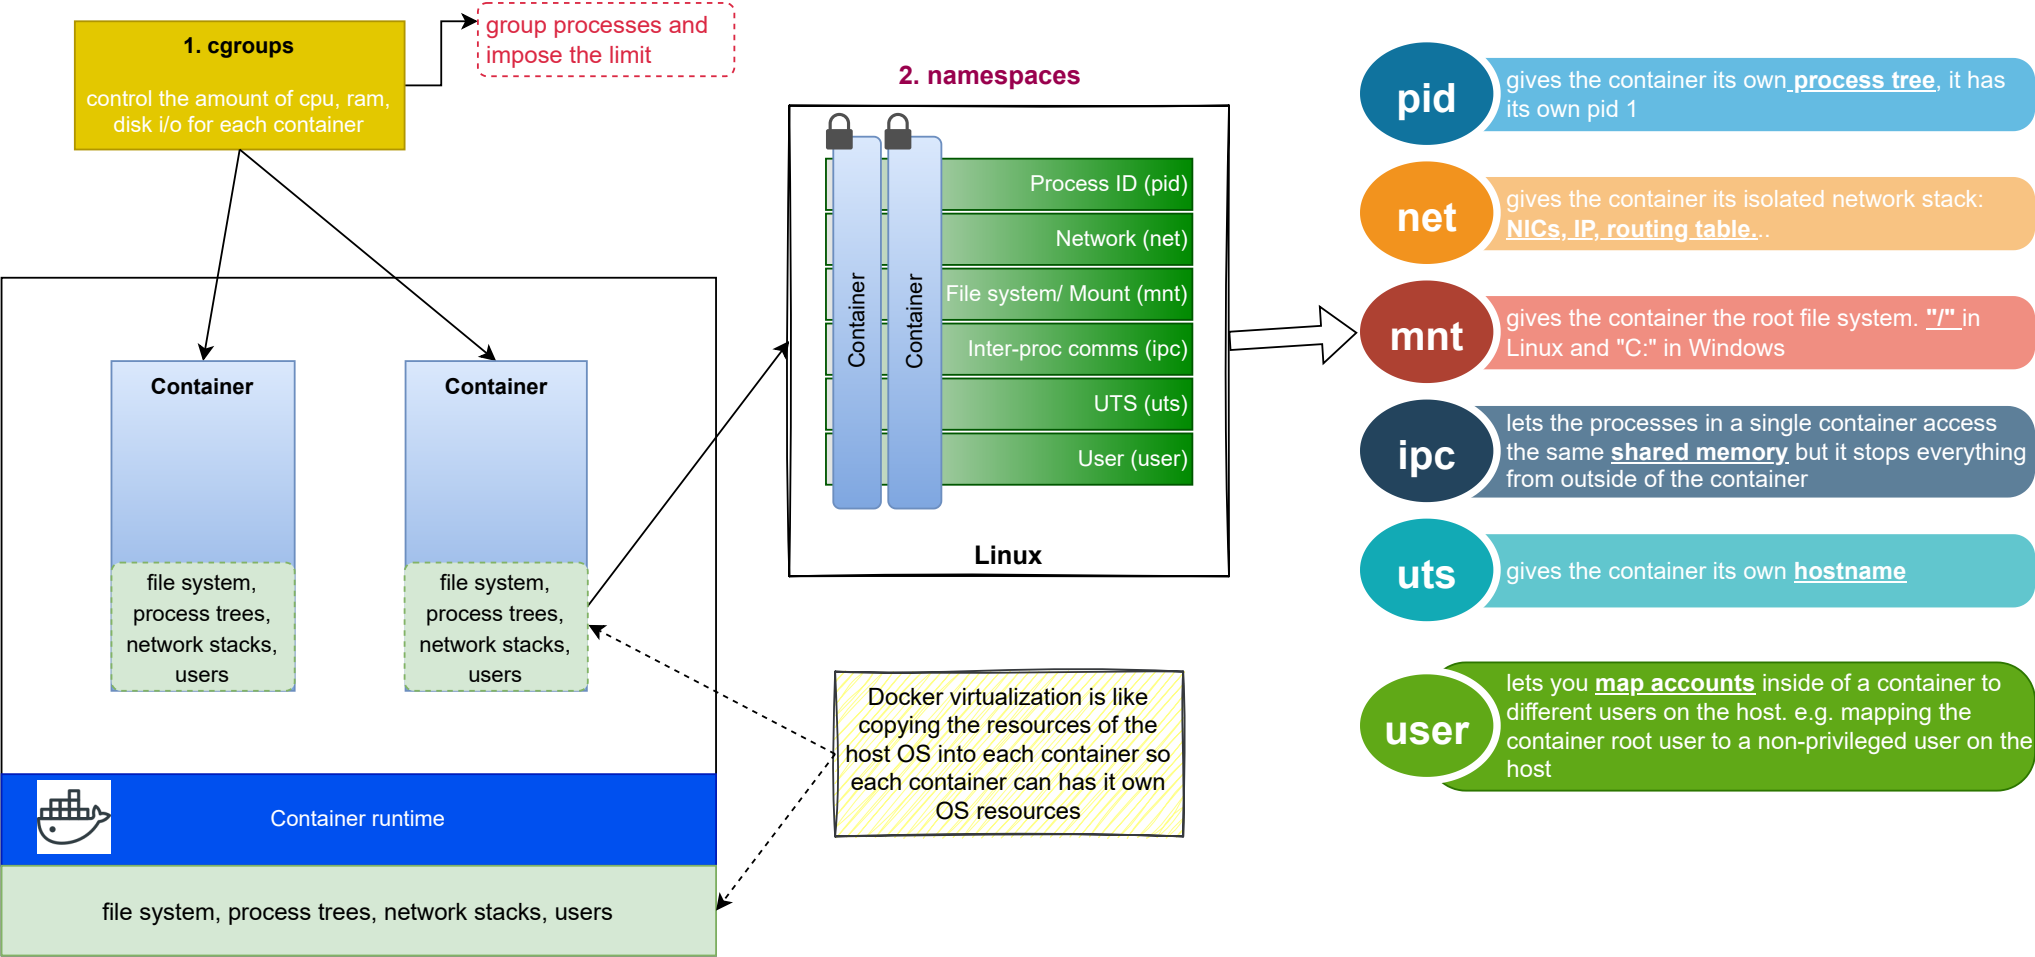 1. cgroups
control the amount of cpu, ram,
disk i/o for each container
group processes and
impose the limit
Container
file system,
process trees,
network stacks,
users
Container
file system,
process trees,
network stacks,
users
Container runtime
file system, process trees, network stacks, users
2. namespaces
Container
Container
Process ID (pid)
Network (net)
File system/ Mount (mnt)
Inter-proc comms (ipc)
UTS (uts)
User (user)
Linux
Docker virtualization is like
copying the resources of the
host OS into each container so
each container can has it own
OS resources
pid
gives the container its own process tree, it has
its own pid 1
net
gives the container its isolated network stack:
NICs, IP, routing table...
mnt
gives the container the root file system. "/" in
Linux and "C:" in Windows
ipc
lets the processes in a single container access
the same shared memory but it stops everything
from outside of the container
uts
gives the container its own hostname
user
lets you map accounts inside of a container to
different users on the host. e.g. mapping the
container root user to a non-privileged user on the
host